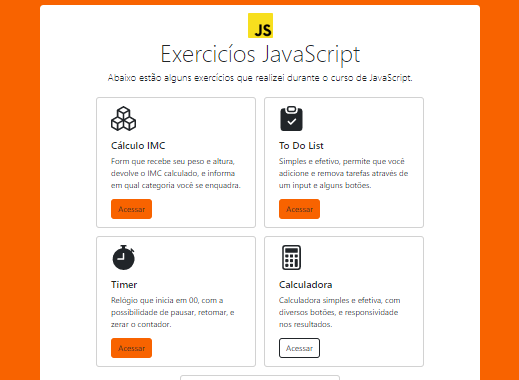 JS
Exercicíos JavaScript
Abaixo estão alguns exercícios que realizei durante o curso de JavaScript.
Cálculo IMC
Form que recebe seu peso e altura,
devolve o IMC calculado, e informa
em qual categoria você se enquadra.
Acessar
To Do List
Simples e efetivo, permite que você
adicione e remova tarefas através de
um input e alguns botões.
Acessar
Timer
Relógio que inicia em 00, com a
possibilidade de pausar, retomar, e
zerar o contador.
Acessar
Calculadora
Calculadora simples e efetiva, com
diversos botões, e responsividade
nos resultados.
Acessar